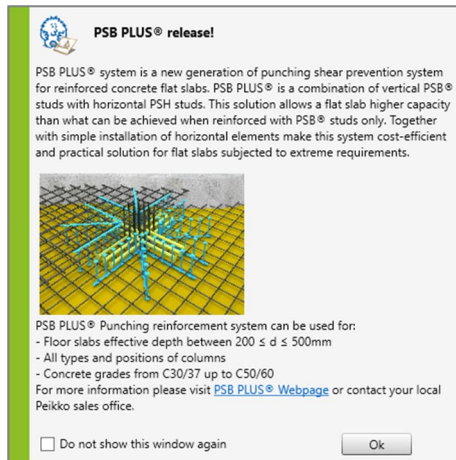 PSB PLUS® release!
PSB PLUS® system is a new generation of punching shear prevention system
for reinforced concrete flat slabs. PSB PLUS® is a combination of vertical PSB®
studs with horizontal PSH studs. This solution allows a flat slab higher capacity
than what can be achieved when reinforced with PSB® studs only. Together
with simple installation of horizontal elements make this system cost-efficient
and practical solution for flat slabs subjected to extreme requirements.
PSB PLUS® Punching reinforcement system can be used for:
- Floor slabs effective depth between 200 ≤ d ≤ 500mm
- All types and positions of columns
- Concrete grades from C30/37 up to C50/60
For more information please visit PSB PLUS® Webpage or contact your local
Peikko sales office.
Do not show this window again
Ok